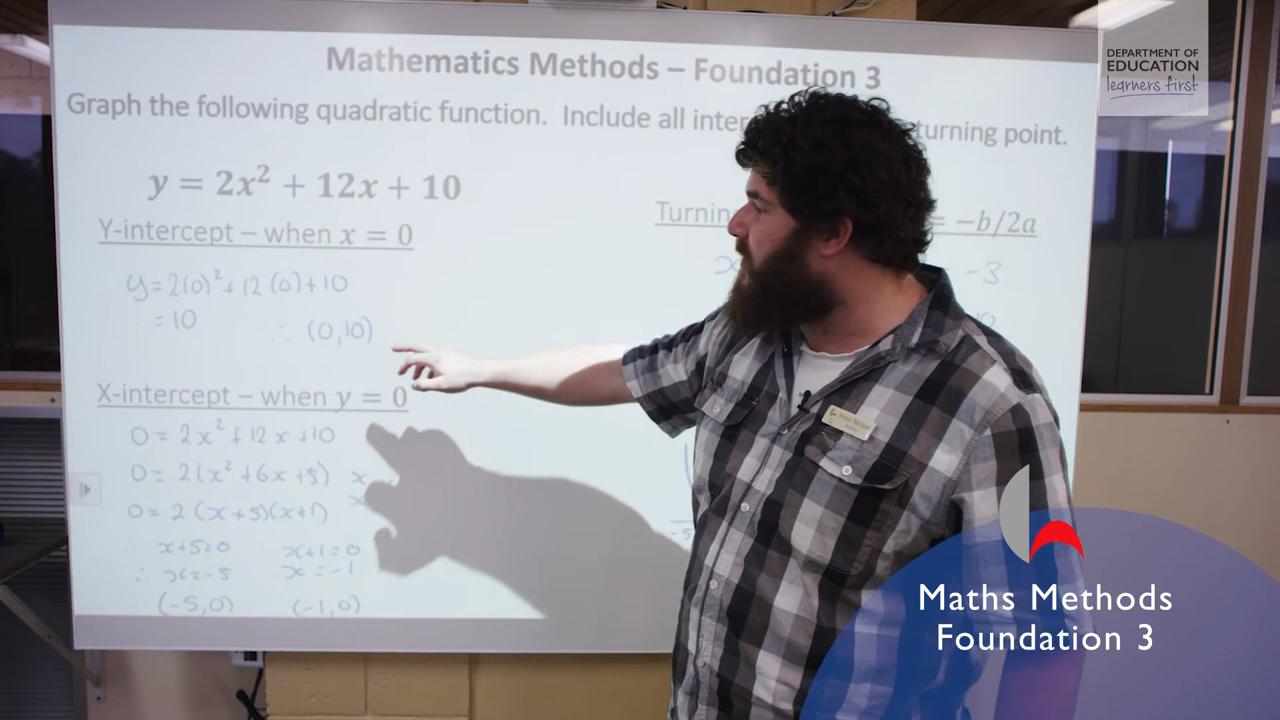 Mathematics Methods – Foundation 3
Graph the following quadratic function. Include all turning point.
y = 2x² + 12x + 10
Y-intercept – when x = 0
y = 2(0)² + 12(0) + 10
= 10 ∴ (0,10)
X-intercept – when y = 0
0 = 2x² + 12x + 10
0 = 2(x² + 6x + 5) x
0 = 2(x+5)(x+1) x
∴ x+5=0 x+1=0
∴ x=-5 x=-1
(-5,0) (-1,0)
= −b/2a
x -3
10
-5
DEPARTMENT OF
EDUCATION
learners first
Maths Methods
Foundation 3